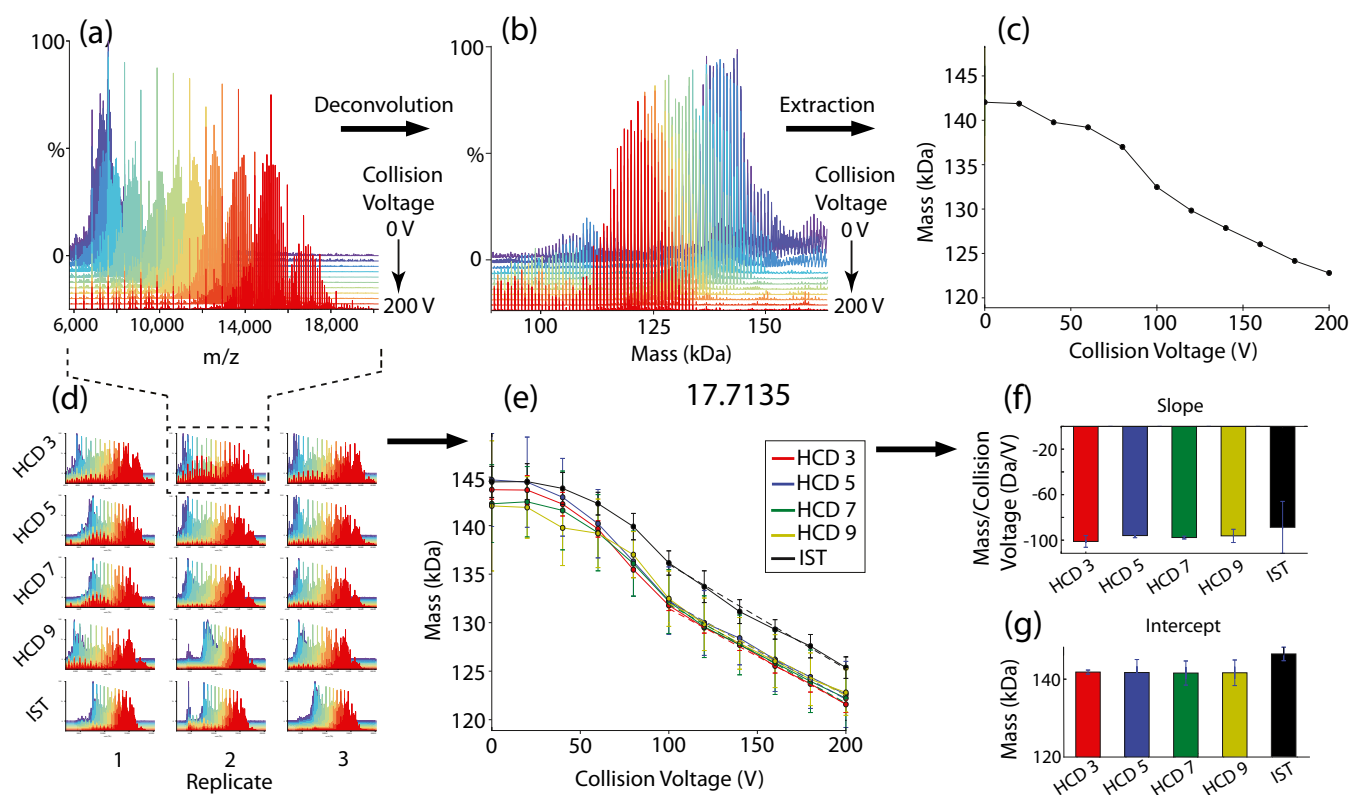 (a)
100
%
0
6,000 10,000 14,000 18,000
m/z
Deconvolution
Collision
Voltage
0 V
200 V
(b)
100
%
0
100 125 150
Mass (kDa)
Extraction
Collision
Voltage
0 V
200 V
(c)
145
140
135
130
125
120
Mass (kDa)
0 50 100 150 200
Collision Voltage (V)
(d)
HCD 3
HCD 5
HCD 7
HCD 9
IST
1 2 3
Replicate
(e)
17.7135
HCD 3
HCD 5
HCD 7
HCD 9
IST
145
140
135
130
125
120
Mass (kDa)
0 50 100 150 200
Collision Voltage (V)
(f)
Slope
-20
-60
-100
Mass/Collision
Voltage (Da/V)
HCD 3 HCD 5 HCD 7 HCD 9 IST
(g)
Intercept
140
120
Mass (kDa)
HCD 3 HCD 5 HCD 7 HCD 9 IST